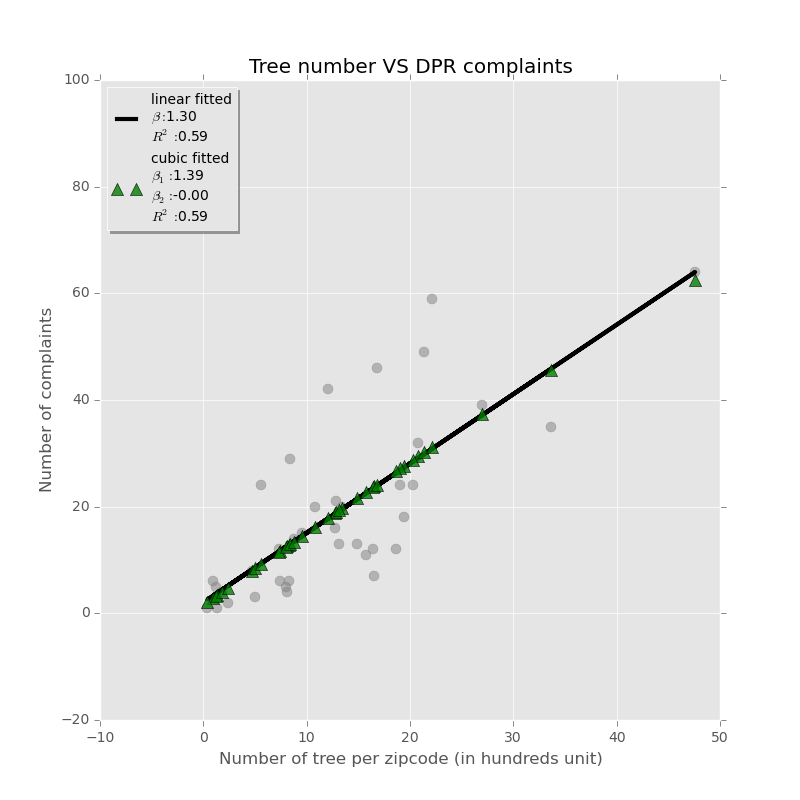 Tree number VS DPR complaints
100
80
60
40
20
0
−20
linear fitted
β:1.30
R² :0.59
cubic fitted
β₁ :1.39
β₂ :-0.00
R² :0.59
Number of complaints
−10
0
10
20
30
40
50
Number of tree per zipcode (in hundreds unit)